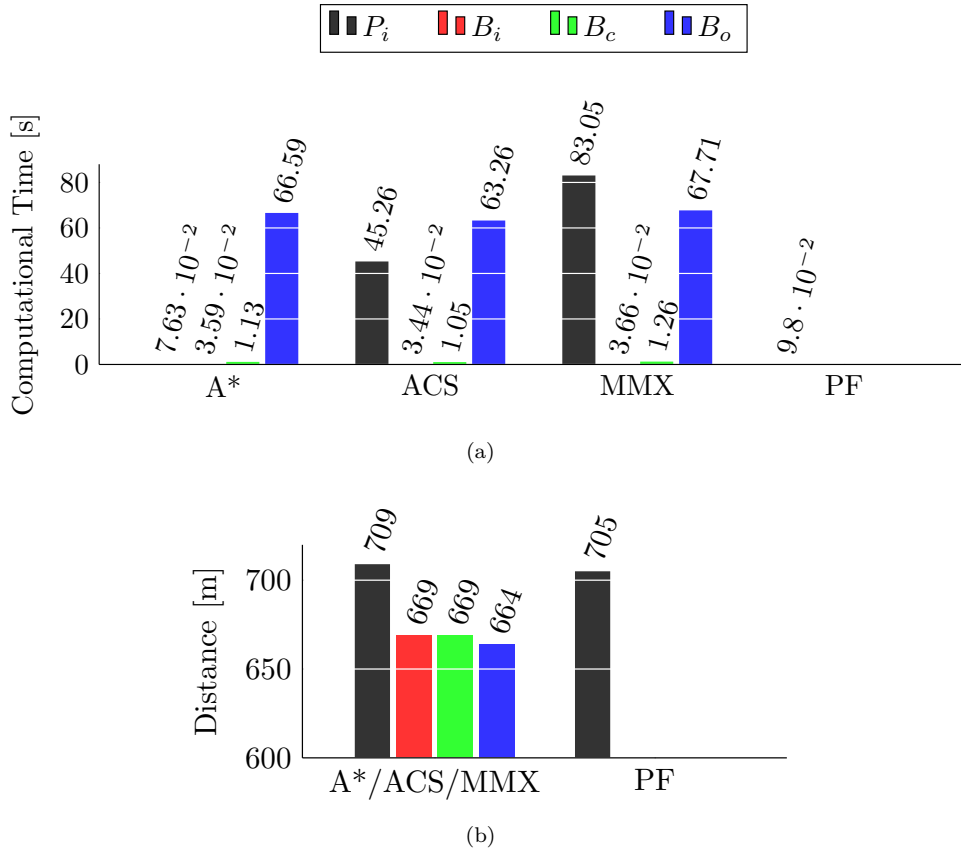 P_i B_i B_c B_o
Computational Time [s]
80
60
40
20
0
7.63 · 10^{-2}
3.59 · 10^{-2}
1.13
66.59
45.26
3.44 · 10^{-2}
1.05
63.26
83.05
3.66 · 10^{-2}
1.26
67.71
9.8 · 10^{-2}
A* ACS MMX PF
(a)
Distance [m]
700
650
600
709
669
669
664
705
A*/ACS/MMX PF
(b)